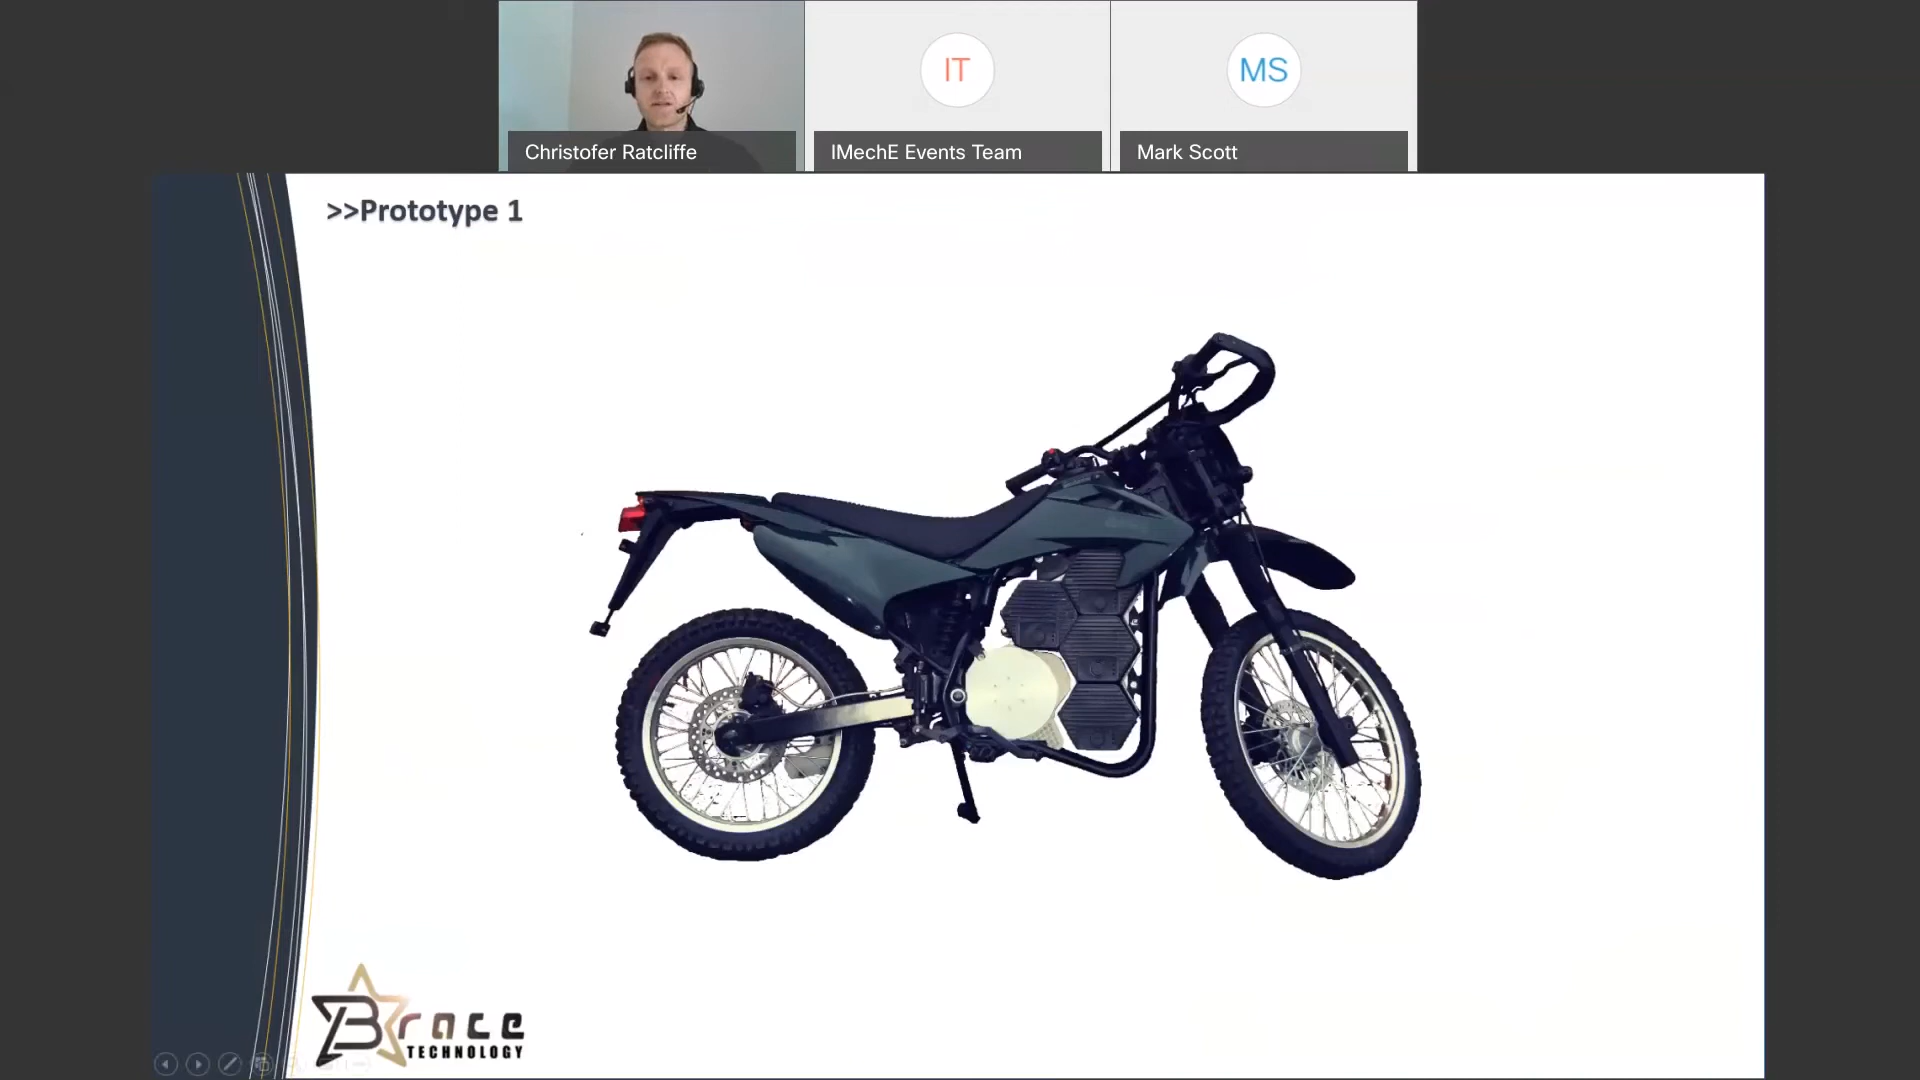 IT
MS
Christofer Ratcliffe
IMechE Events Team
Mark Scott
>>Prototype 1
Brace
TECHNOLOGY